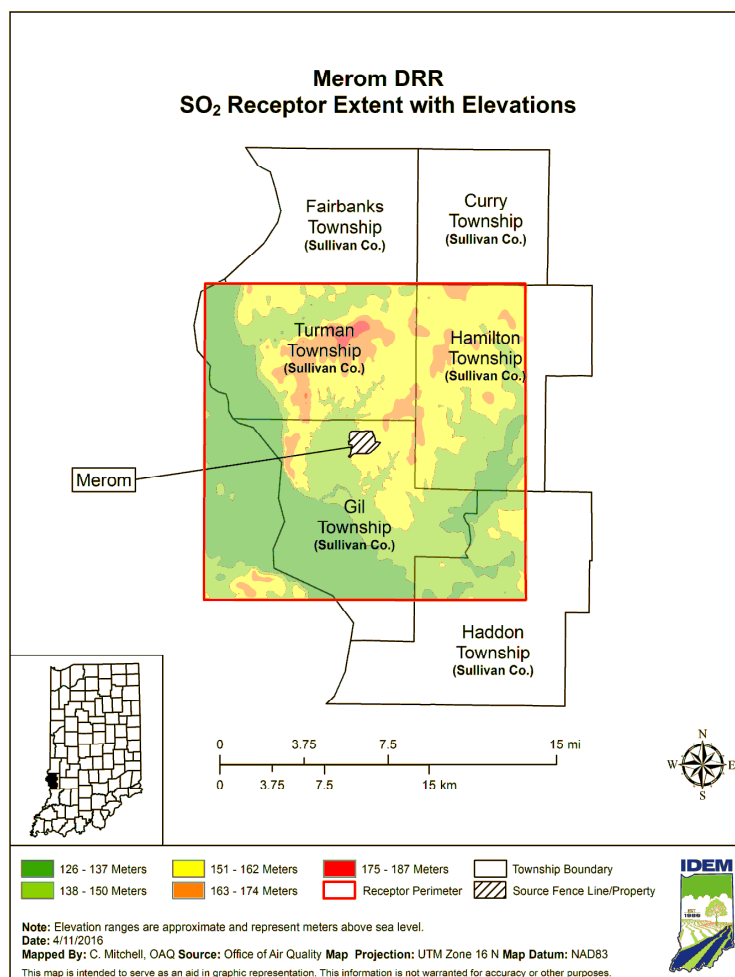 Merom DRR
SO₂ Receptor Extent with Elevations
Fairbanks
Township
(Sullivan Co.)
Curry
Township
(Sullivan Co.)
Turman
Township
(Sullivan Co.)
Hamilton
Township
(Sullivan Co.)
Merom
Gil
Township
(Sullivan Co.)
Haddon
Township
(Sullivan Co.)
0 3.75 7.5 15 mi
0 3.75 7.5 15 km
N
W E
S
126 - 137 Meters
151 - 162 Meters
175 - 187 Meters
Township Boundary
138 - 150 Meters
163 - 174 Meters
Receptor Perimeter
Source Fence Line/Property
IDEM
EST
1986
Note: Elevation ranges are approximate and represent meters above sea level.
Date: 4/11/2016
Mapped By: C. Mitchell, OAQ Source: Office of Air Quality Map Projection: UTM Zone 16 N Map Datum: NAD83
This map is intended to serve as an aid in graphic representation. This information is not warranted for accuracy or other purposes.